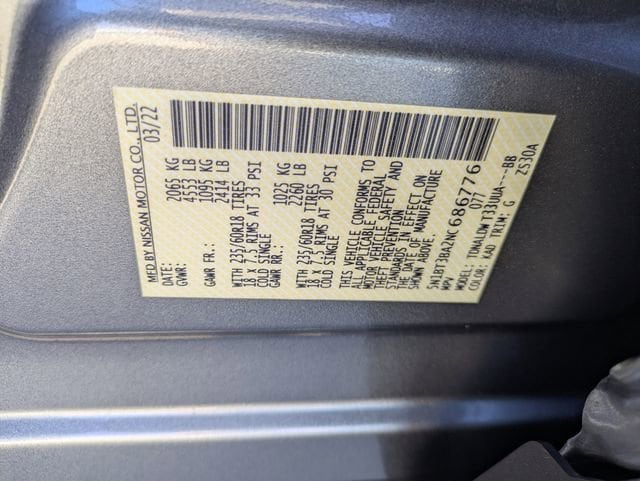 MFD BY NISSAN MOTOR CO., LTD.
DATE: 03/22
GVWR: 2065 KG
4553 LB
GAWR FR.: 1095 KG
2414 LB
WITH 235/60R18 TIRES
18 x 7.5 RIMS AT 33 PSI
COLD SINGLE
GAWR RR.: 1025 KG
2260 LB
WITH 235/60R18 TIRES
18 x 7.5 RIMS AT 30 PSI
COLD SINGLE
THIS VEHICLE CONFORMS TO
ALL APPLICABLE FEDERAL
MOTOR VEHICLE SAFETY AND
THEFT PREVENTION
STANDARDS IN EFFECT ON
THE DATE OF MANUFACTURE
SHOWN ABOVE.
5N1BT3BA2NC686776
MPV 077
MODEL: TDWALDWT33UUA---BB
COLOR: KAD TRIM: G ZS30A